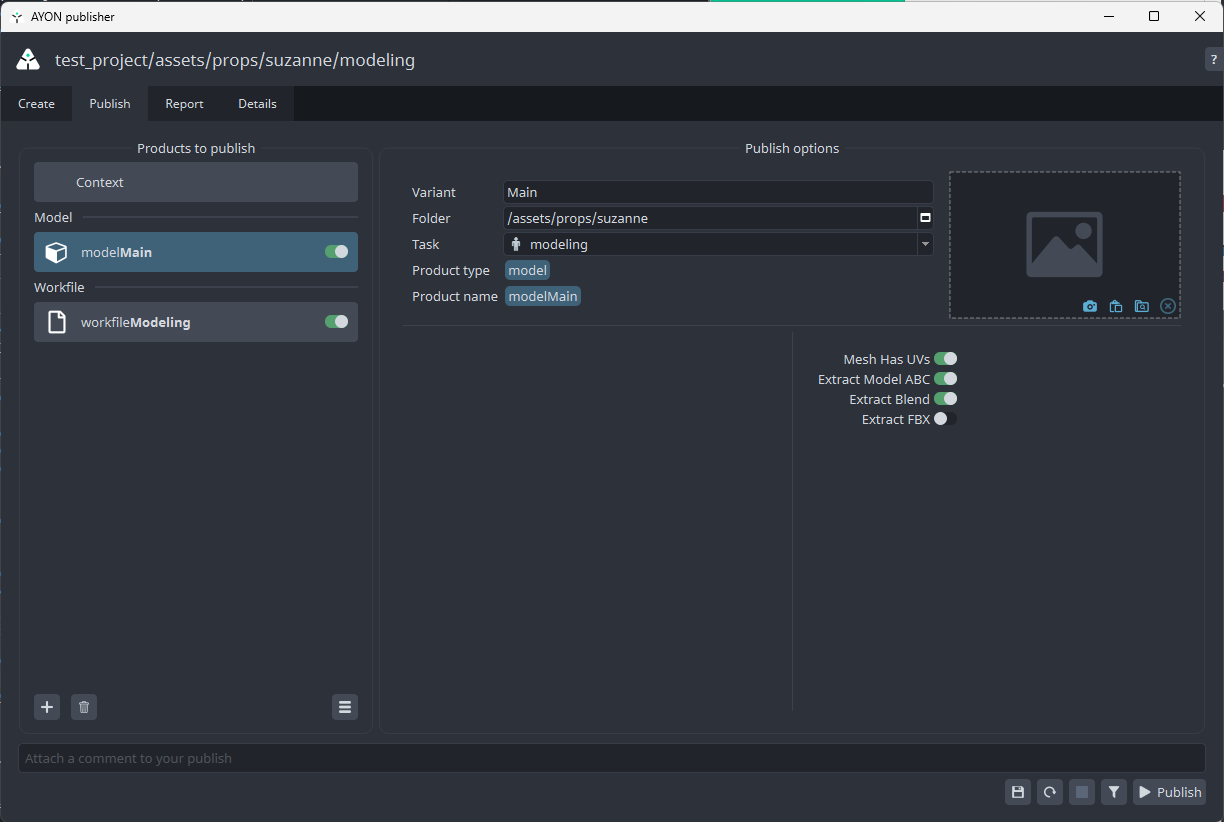 AYON publisher
test_project/assets/props/suzanne/modeling
?
Create Publish Report Details
Products to publish
Context
Model
modelMain
Workfile
workfileModeling
Publish options
Variant Main
Folder /assets/props/suzanne
Task modeling
Product type model
Product name modelMain
Mesh Has UVs
Extract Model ABC
Extract Blend
Extract FBX
Attach a comment to your publish
Publish